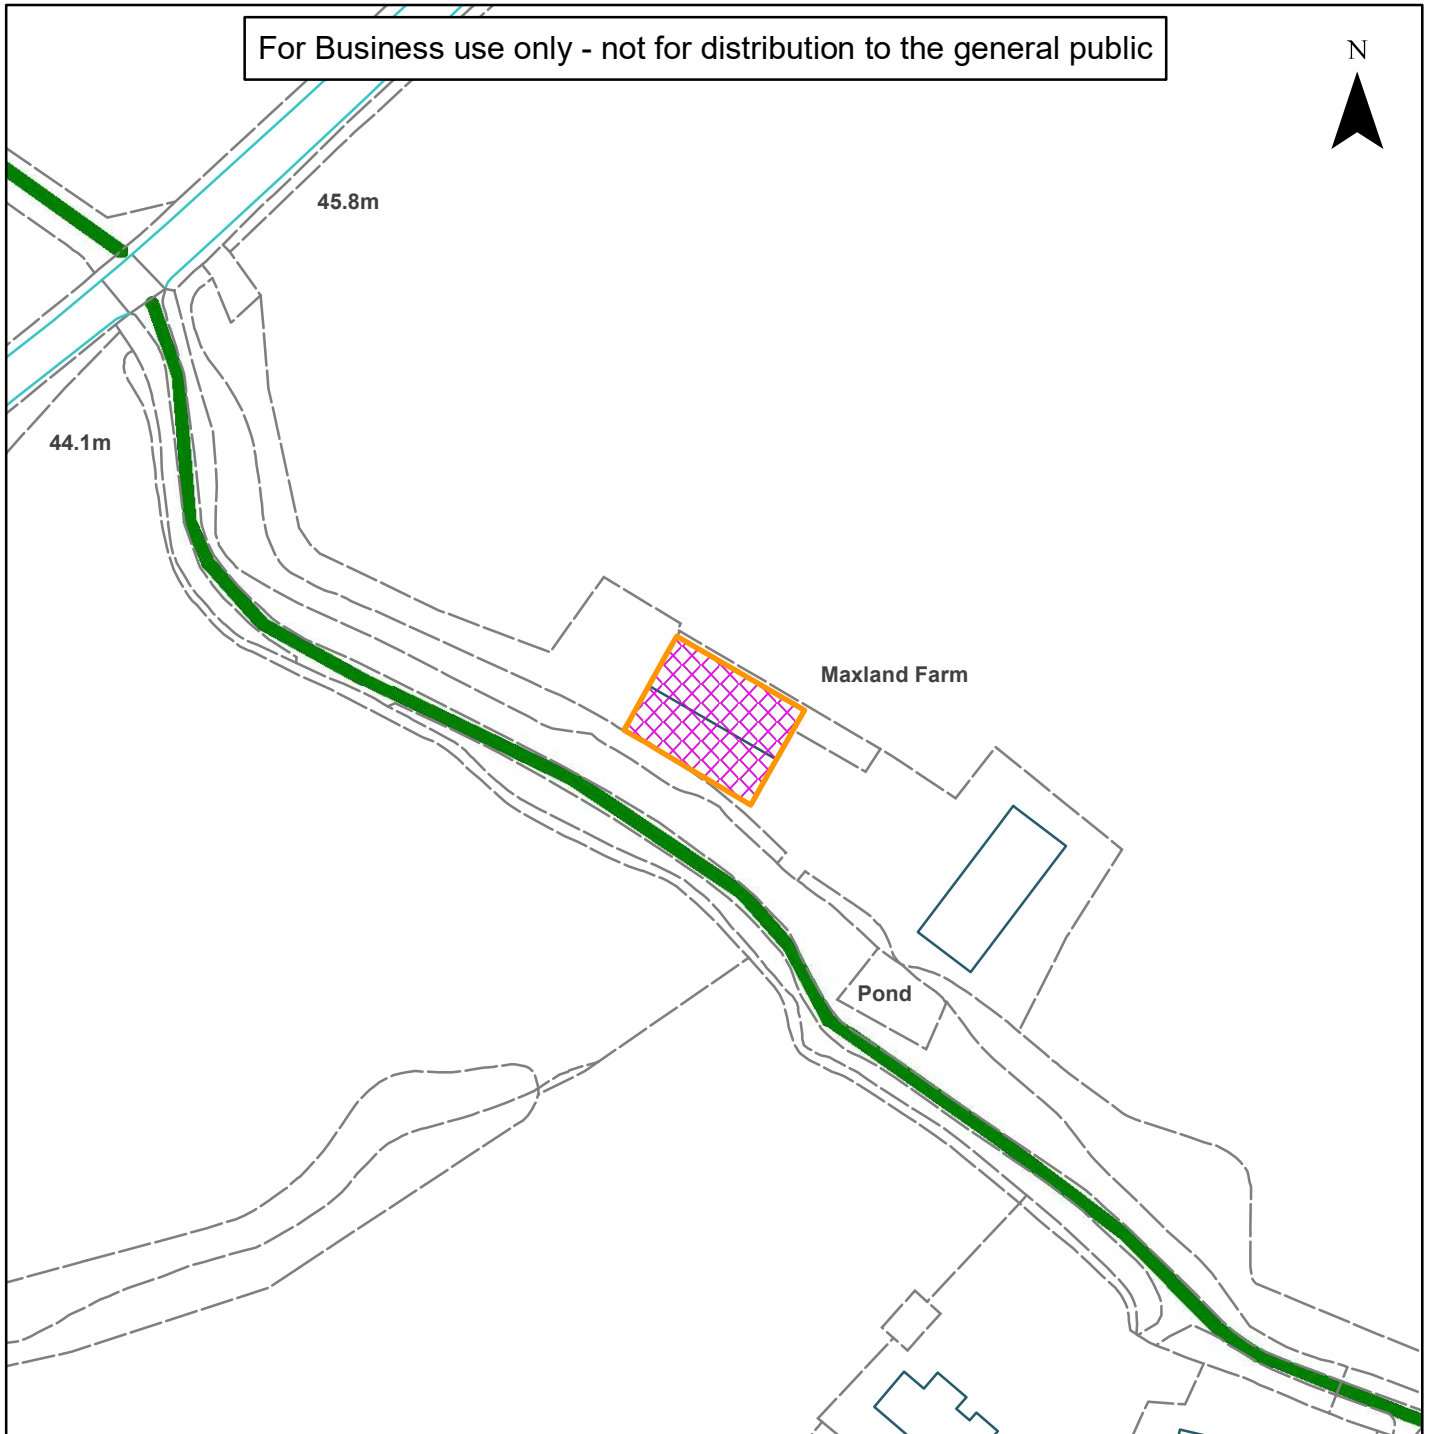 For Business use only - not for distribution to the general public
N
45.8m
44.1m
Maxland Farm
Pond